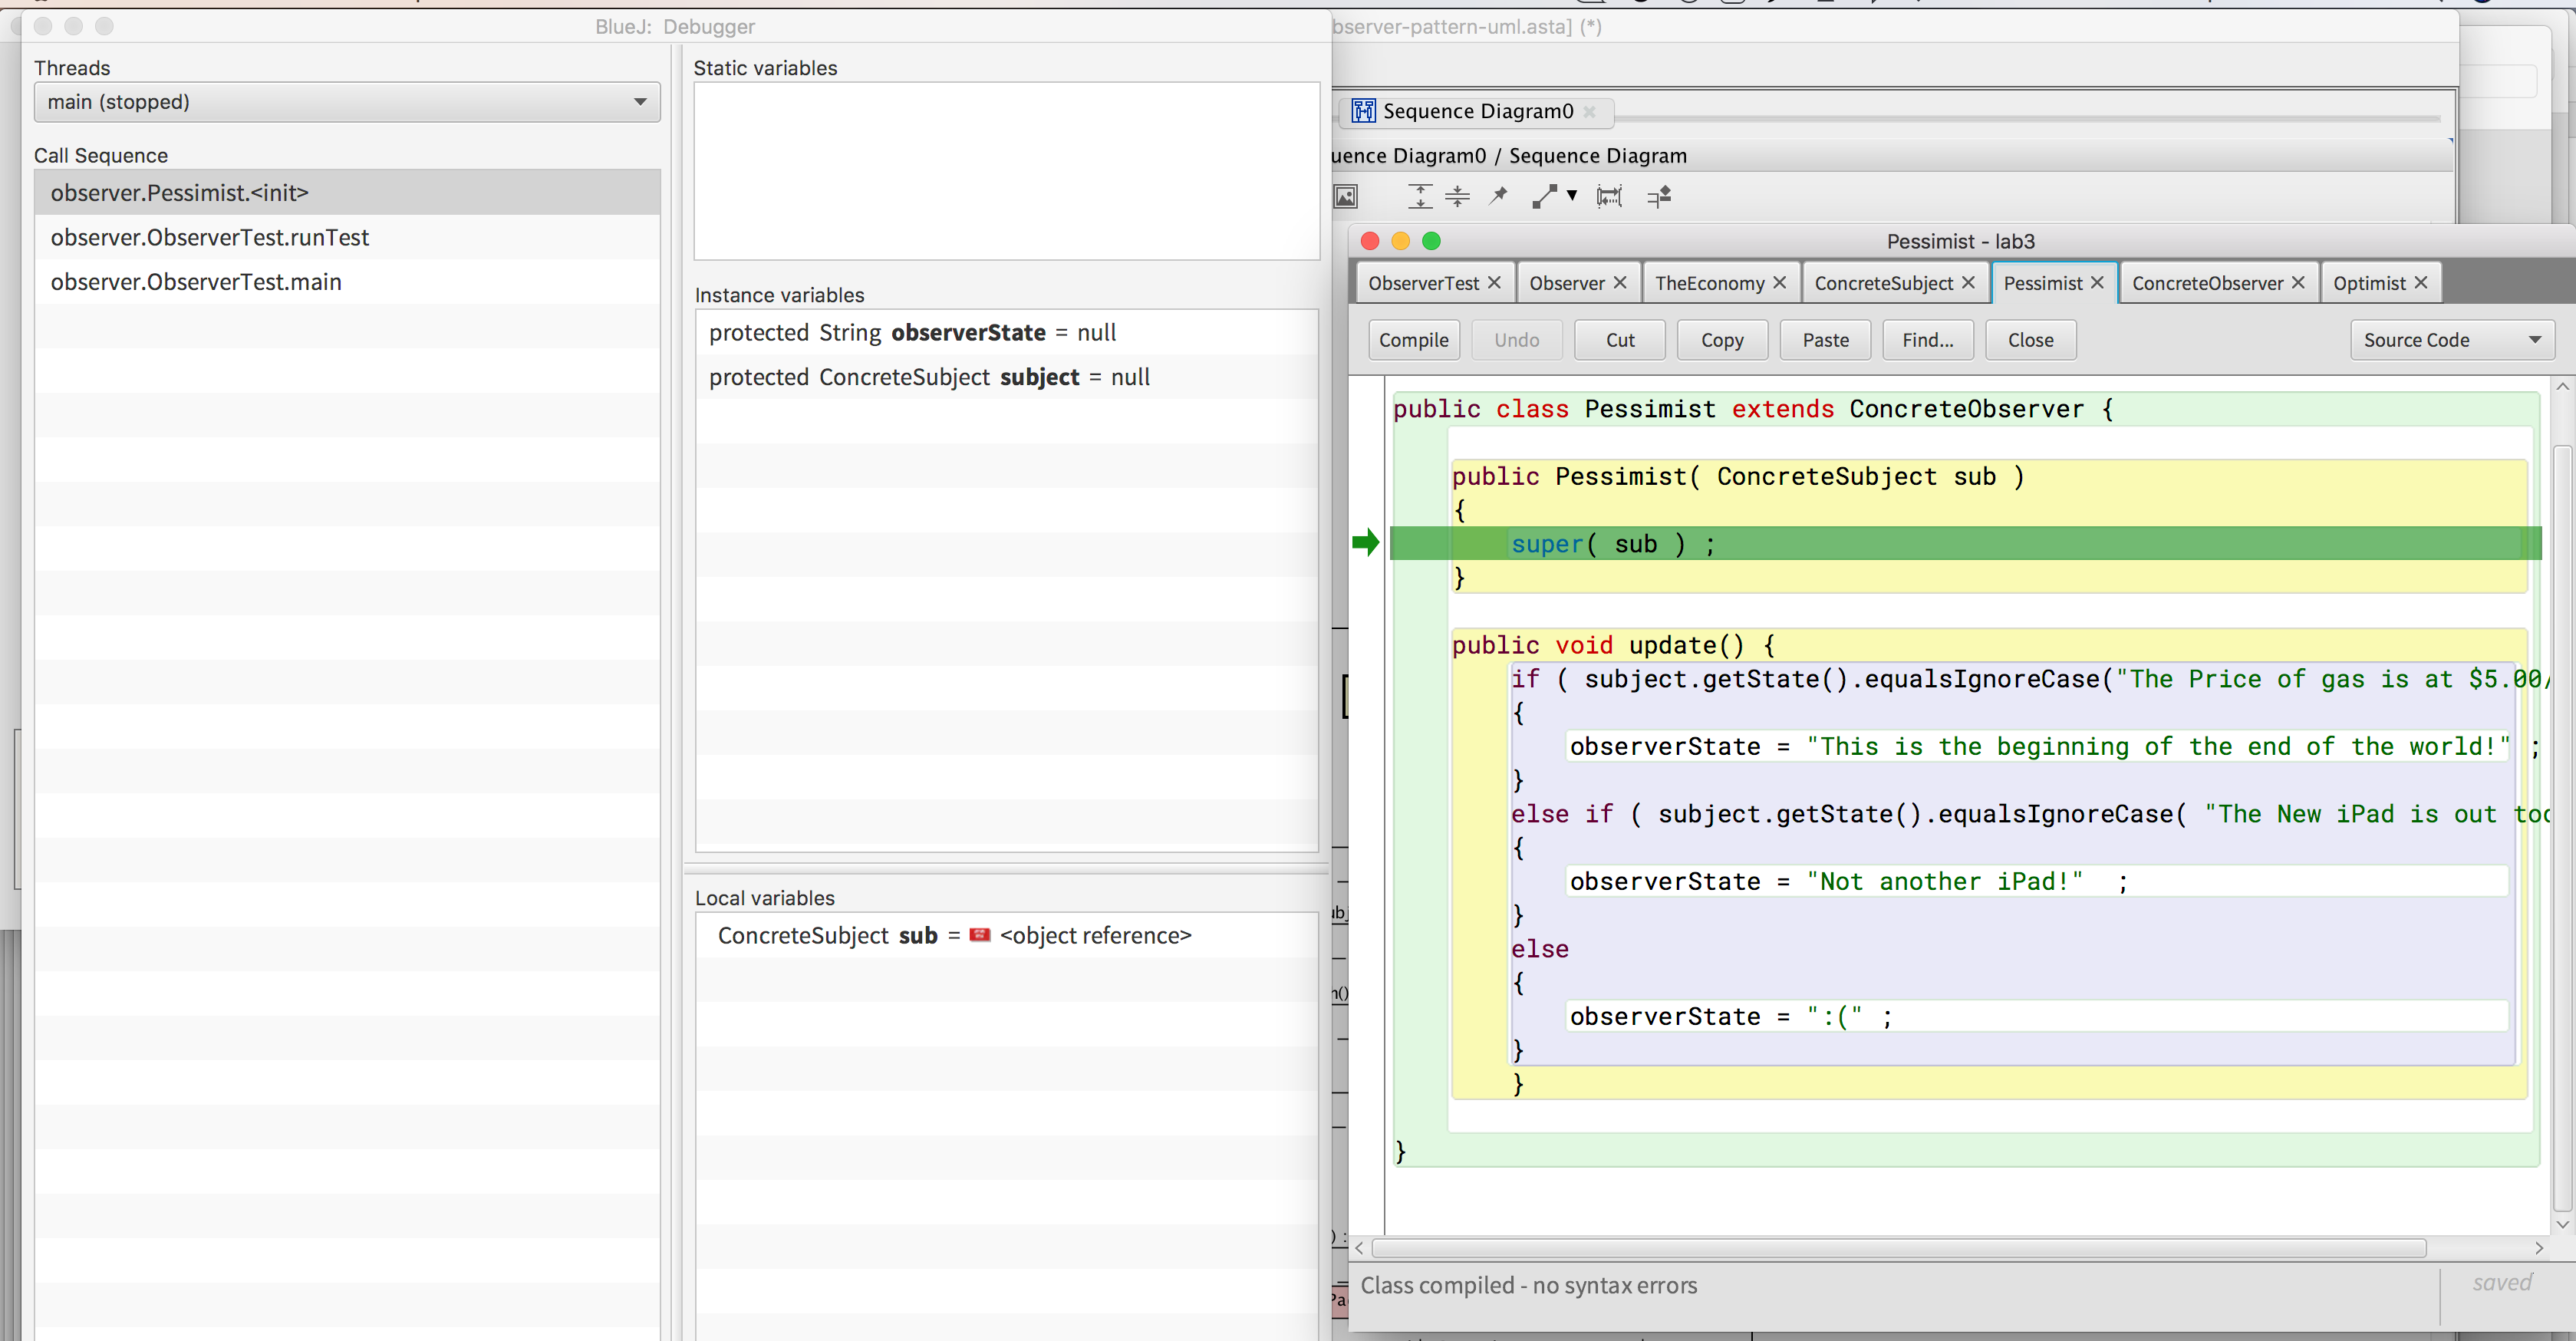 BlueJ: Debugger
Threads
main (stopped)
Call Sequence
observer.Pessimist.<init>
observer.ObserverTest.runTest
observer.ObserverTest.main
Static variables
Instance variables
protected String observerState = null
protected ConcreteSubject subject = null
Local variables
ConcreteSubject sub = <object reference>
bserver-pattern-uml.asta] (*)
Sequence Diagram0
uence Diagram0 / Sequence Diagram
Pessimist - lab3
ObserverTest Observer TheEconomy ConcreteSubject Pessimist ConcreteObserver Optimist
Compile Undo Cut Copy Paste Find... Close Source Code
public class Pessimist extends ConcreteObserver {
public Pessimist( ConcreteSubject sub )
{
super( sub ) ;
}
public void update() {
if ( subject.getState().equalsIgnoreCase("The Price of gas is at $5.00/
{
observerState = "This is the beginning of the end of the world!" ;
}
else if ( subject.getState().equalsIgnoreCase( "The New iPad is out tod
{
observerState = "Not another iPad!" ;
}
else
{
observerState = ":(" ;
}
}
}
Class compiled - no syntax errors
saved